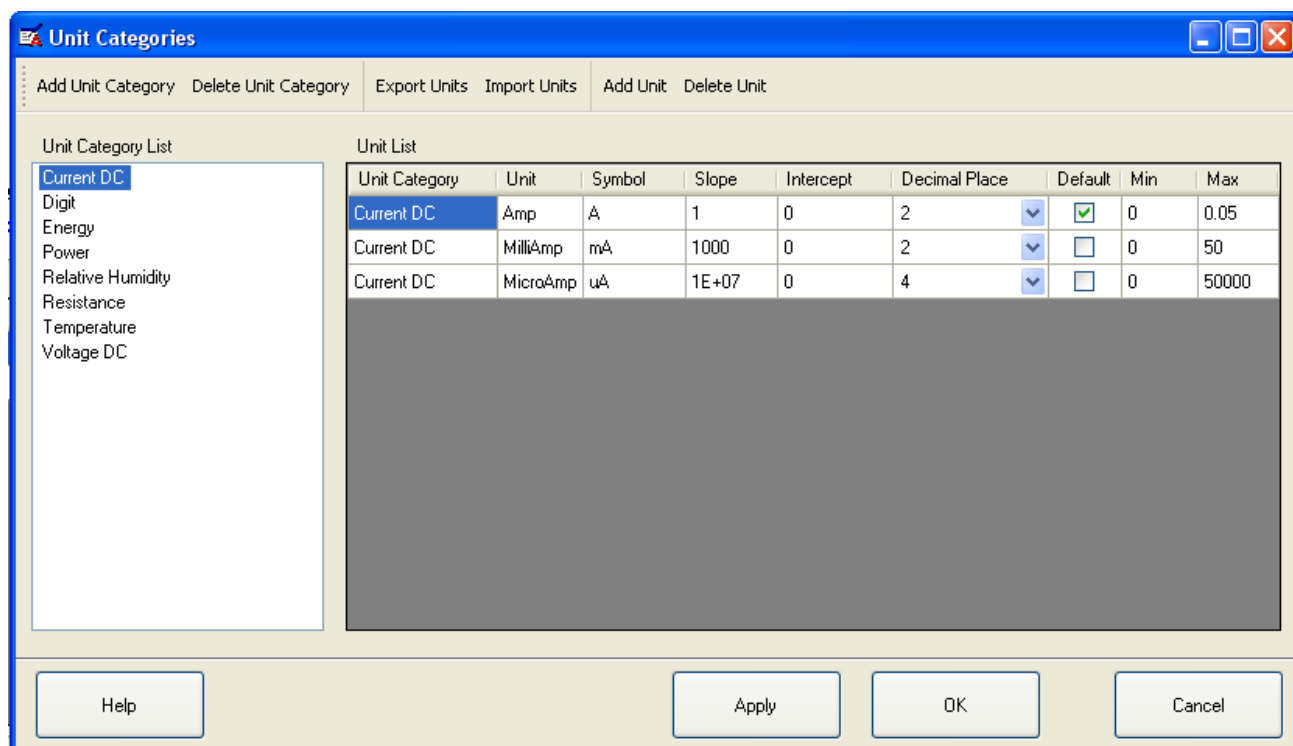 Unit Categories
Add Unit Category Delete Unit Category Export Units Import Units Add Unit Delete Unit
Unit Category List
Current DC
Digit
Energy
Power
Relative Humidity
Resistance
Temperature
Voltage DC
Unit List
Unit Category Unit Symbol Slope Intercept Decimal Place Default Min Max
Current DC Amp A 1 0 2 0 0.05
Current DC MilliAmp mA 1000 0 2 0 50
Current DC MicroAmp uA 1E+07 0 4 0 50000
Help Apply OK Cancel